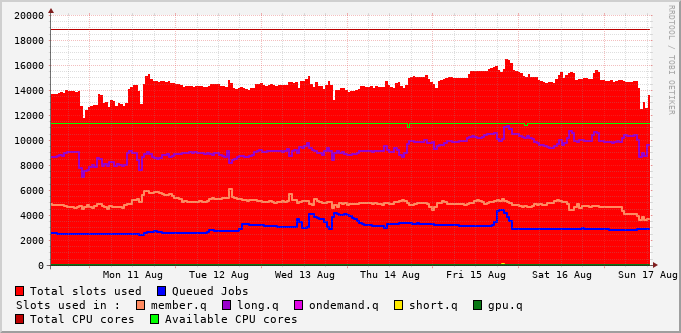 20000
18000
16000
14000
12000
10000
8000
6000
4000
2000
0
Mon 11 Aug Tue 12 Aug Wed 13 Aug Thu 14 Aug Fri 15 Aug Sat 16 Aug Sun 17 Aug
RRDTOOL / TOBI OETIKER
Total slots used Queued Jobs
Slots used in : member.q long.q ondemand.q short.q gpu.q
Total CPU cores Available CPU cores